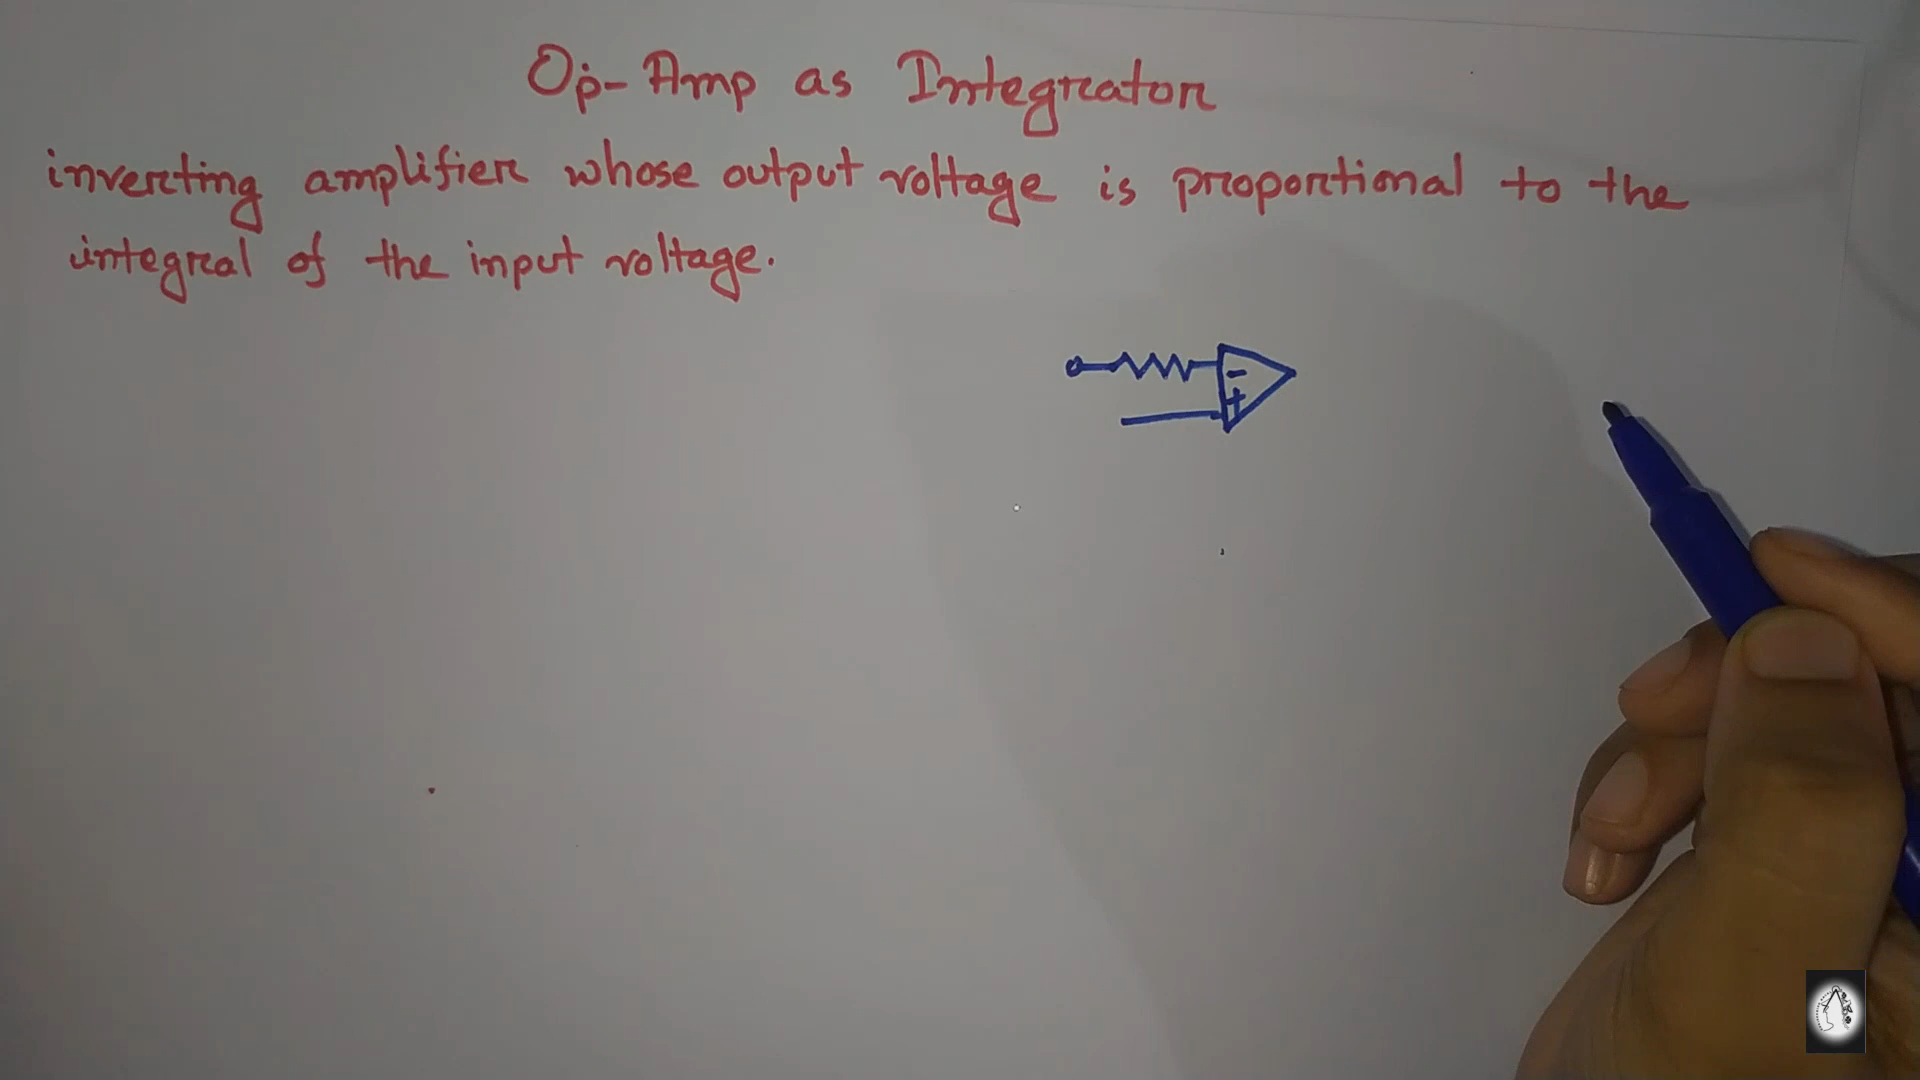 Op-Amp as Integrator
inverting amplifier whose output voltage is proportional to the
integral of the input voltage.
-
+